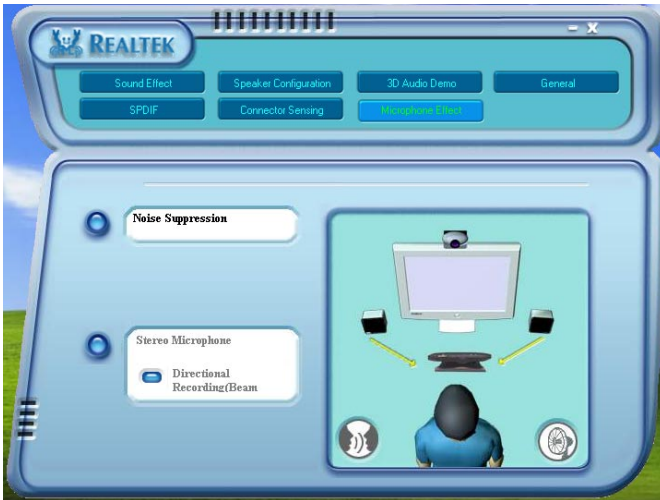 REALTEK
Sound Effect
Speaker Configuration
3D Audio Demo
General
SPDIF
Connector Sensing
Microphone Effect
Noise Suppression
Stereo Microphone
Directional
Recording(Beam